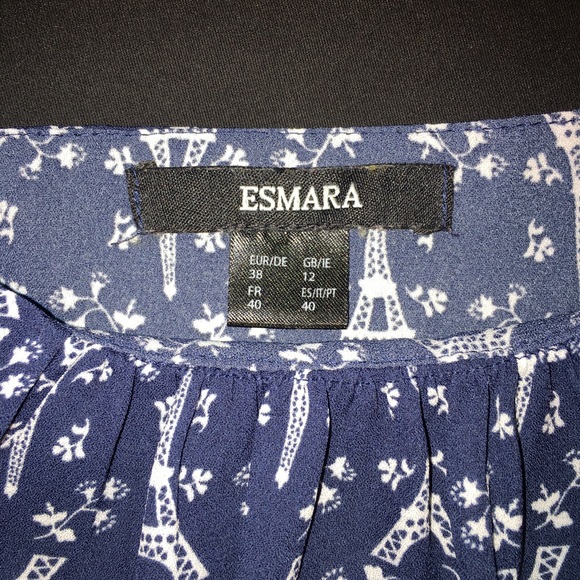 ESMARA
EUR/DE GB/IE
38 12
FR ES/IT/PT
40 40